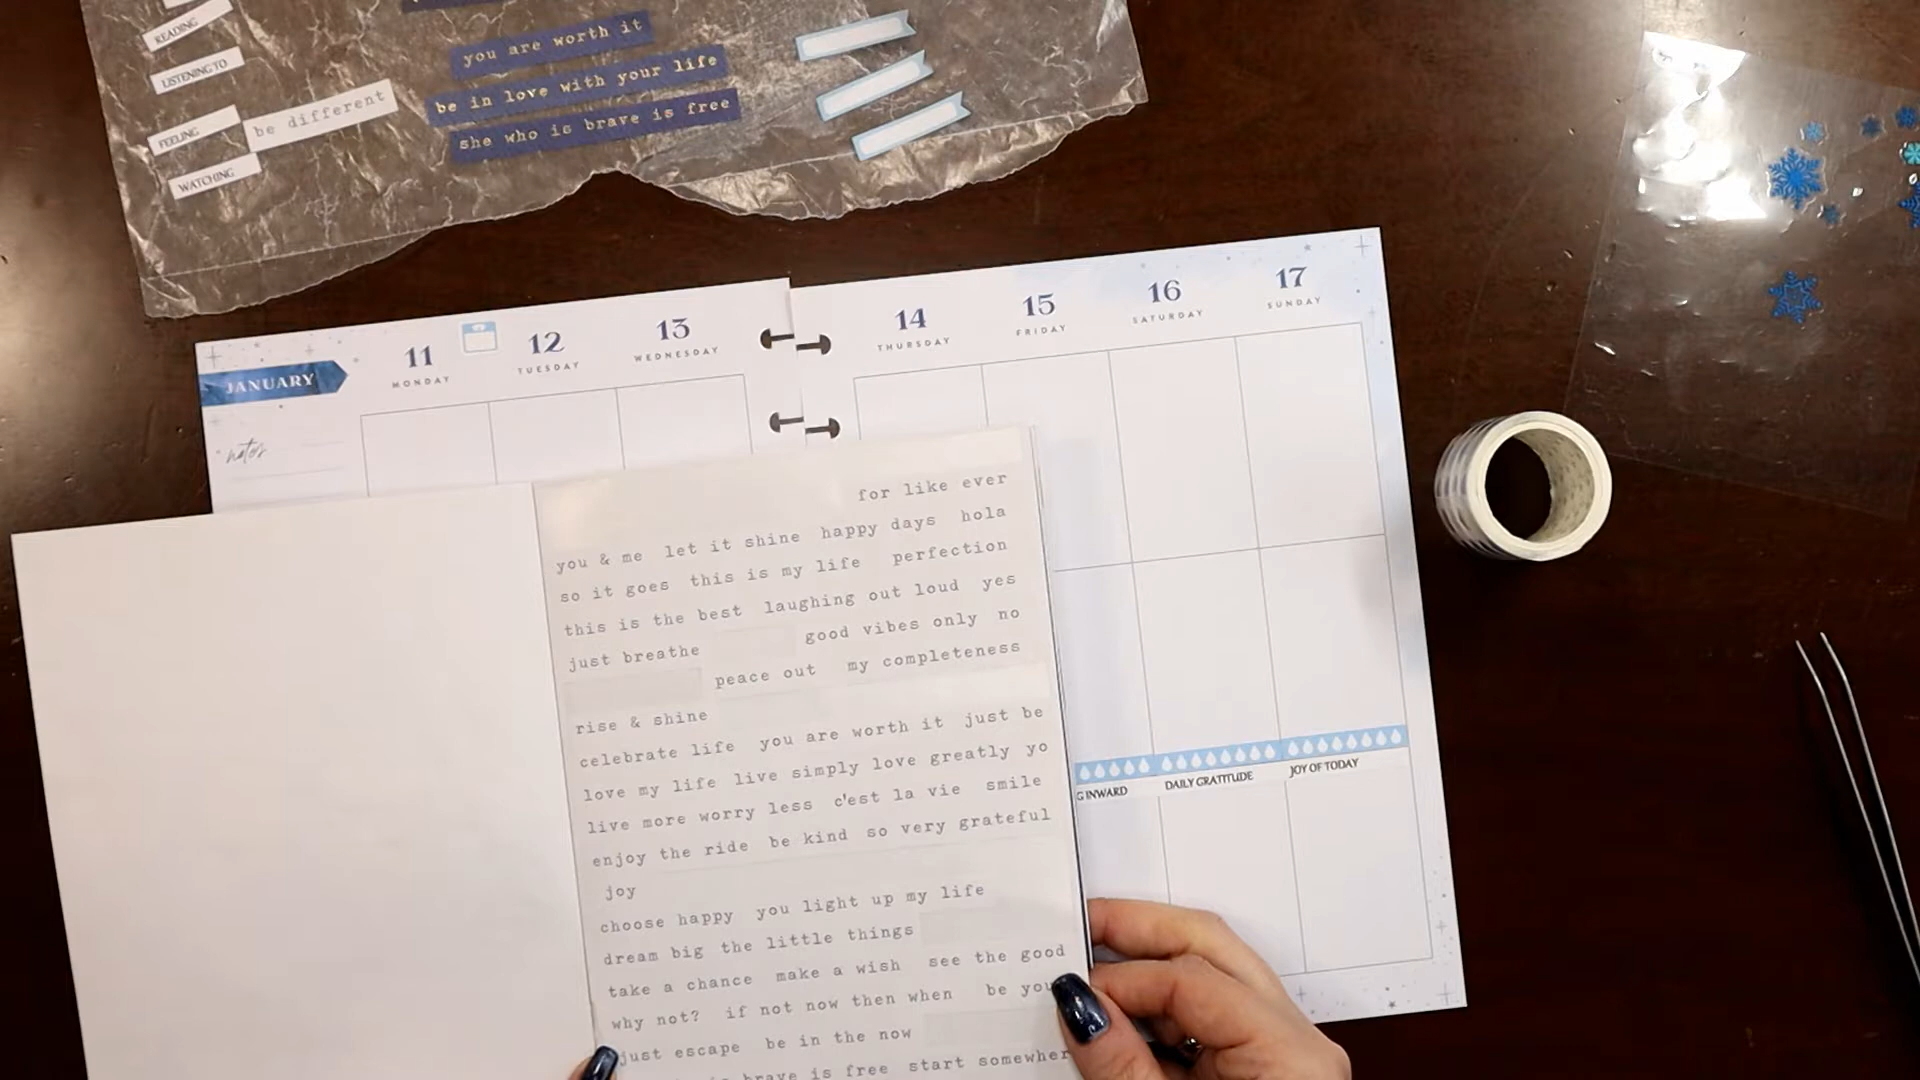 READING
LISTENING TO
FEELING
WATCHING
be different
you are worth it
be in love with your life
she who is brave is free
JANUARY
notes
11
MONDAY
12
TUESDAY
13
WEDNESDAY
14
THURSDAY
15
FRIDAY
16
SATURDAY
17
SUNDAY
for like ever
you & me let it shine happy days hola
so it goes this is my life perfection
this is the best laughing out loud yes
just breathe good vibes only no
peace out my completeness
rise & shine
celebrate life you are worth it just be
love my life live simply love greatly yo
live more worry less c'est la vie smile
enjoy the ride be kind so very grateful
joy
choose happy you light up my life
dream big the little things
take a chance make a wish see the good
why not? if not now then when be you
just escape be in the now
brave is free start somewher
G INWARD
DAILY GRATITUDE
JOY OF TODAY